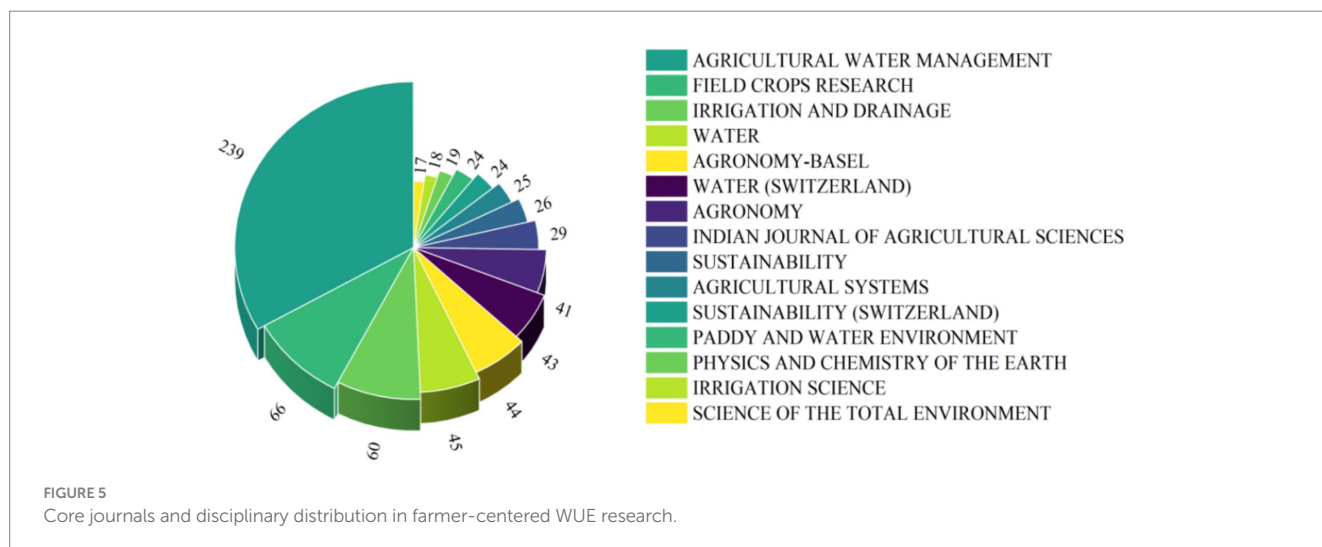 239
17
18
19
24
24
25
26
29
41
43
44
45
60
66
AGRICULTURAL WATER MANAGEMENT
FIELD CROPS RESEARCH
IRRIGATION AND DRAINAGE
WATER
AGRONOMY-BASEL
WATER (SWITZERLAND)
AGRONOMY
INDIAN JOURNAL OF AGRICULTURAL SCIENCES
SUSTAINABILITY
AGRICULTURAL SYSTEMS
SUSTAINABILITY (SWITZERLAND)
PADDY AND WATER ENVIRONMENT
PHYSICS AND CHEMISTRY OF THE EARTH
IRRIGATION SCIENCE
SCIENCE OF THE TOTAL ENVIRONMENT
FIGURE 5
Core journals and disciplinary distribution in farmer-centered WUE research.